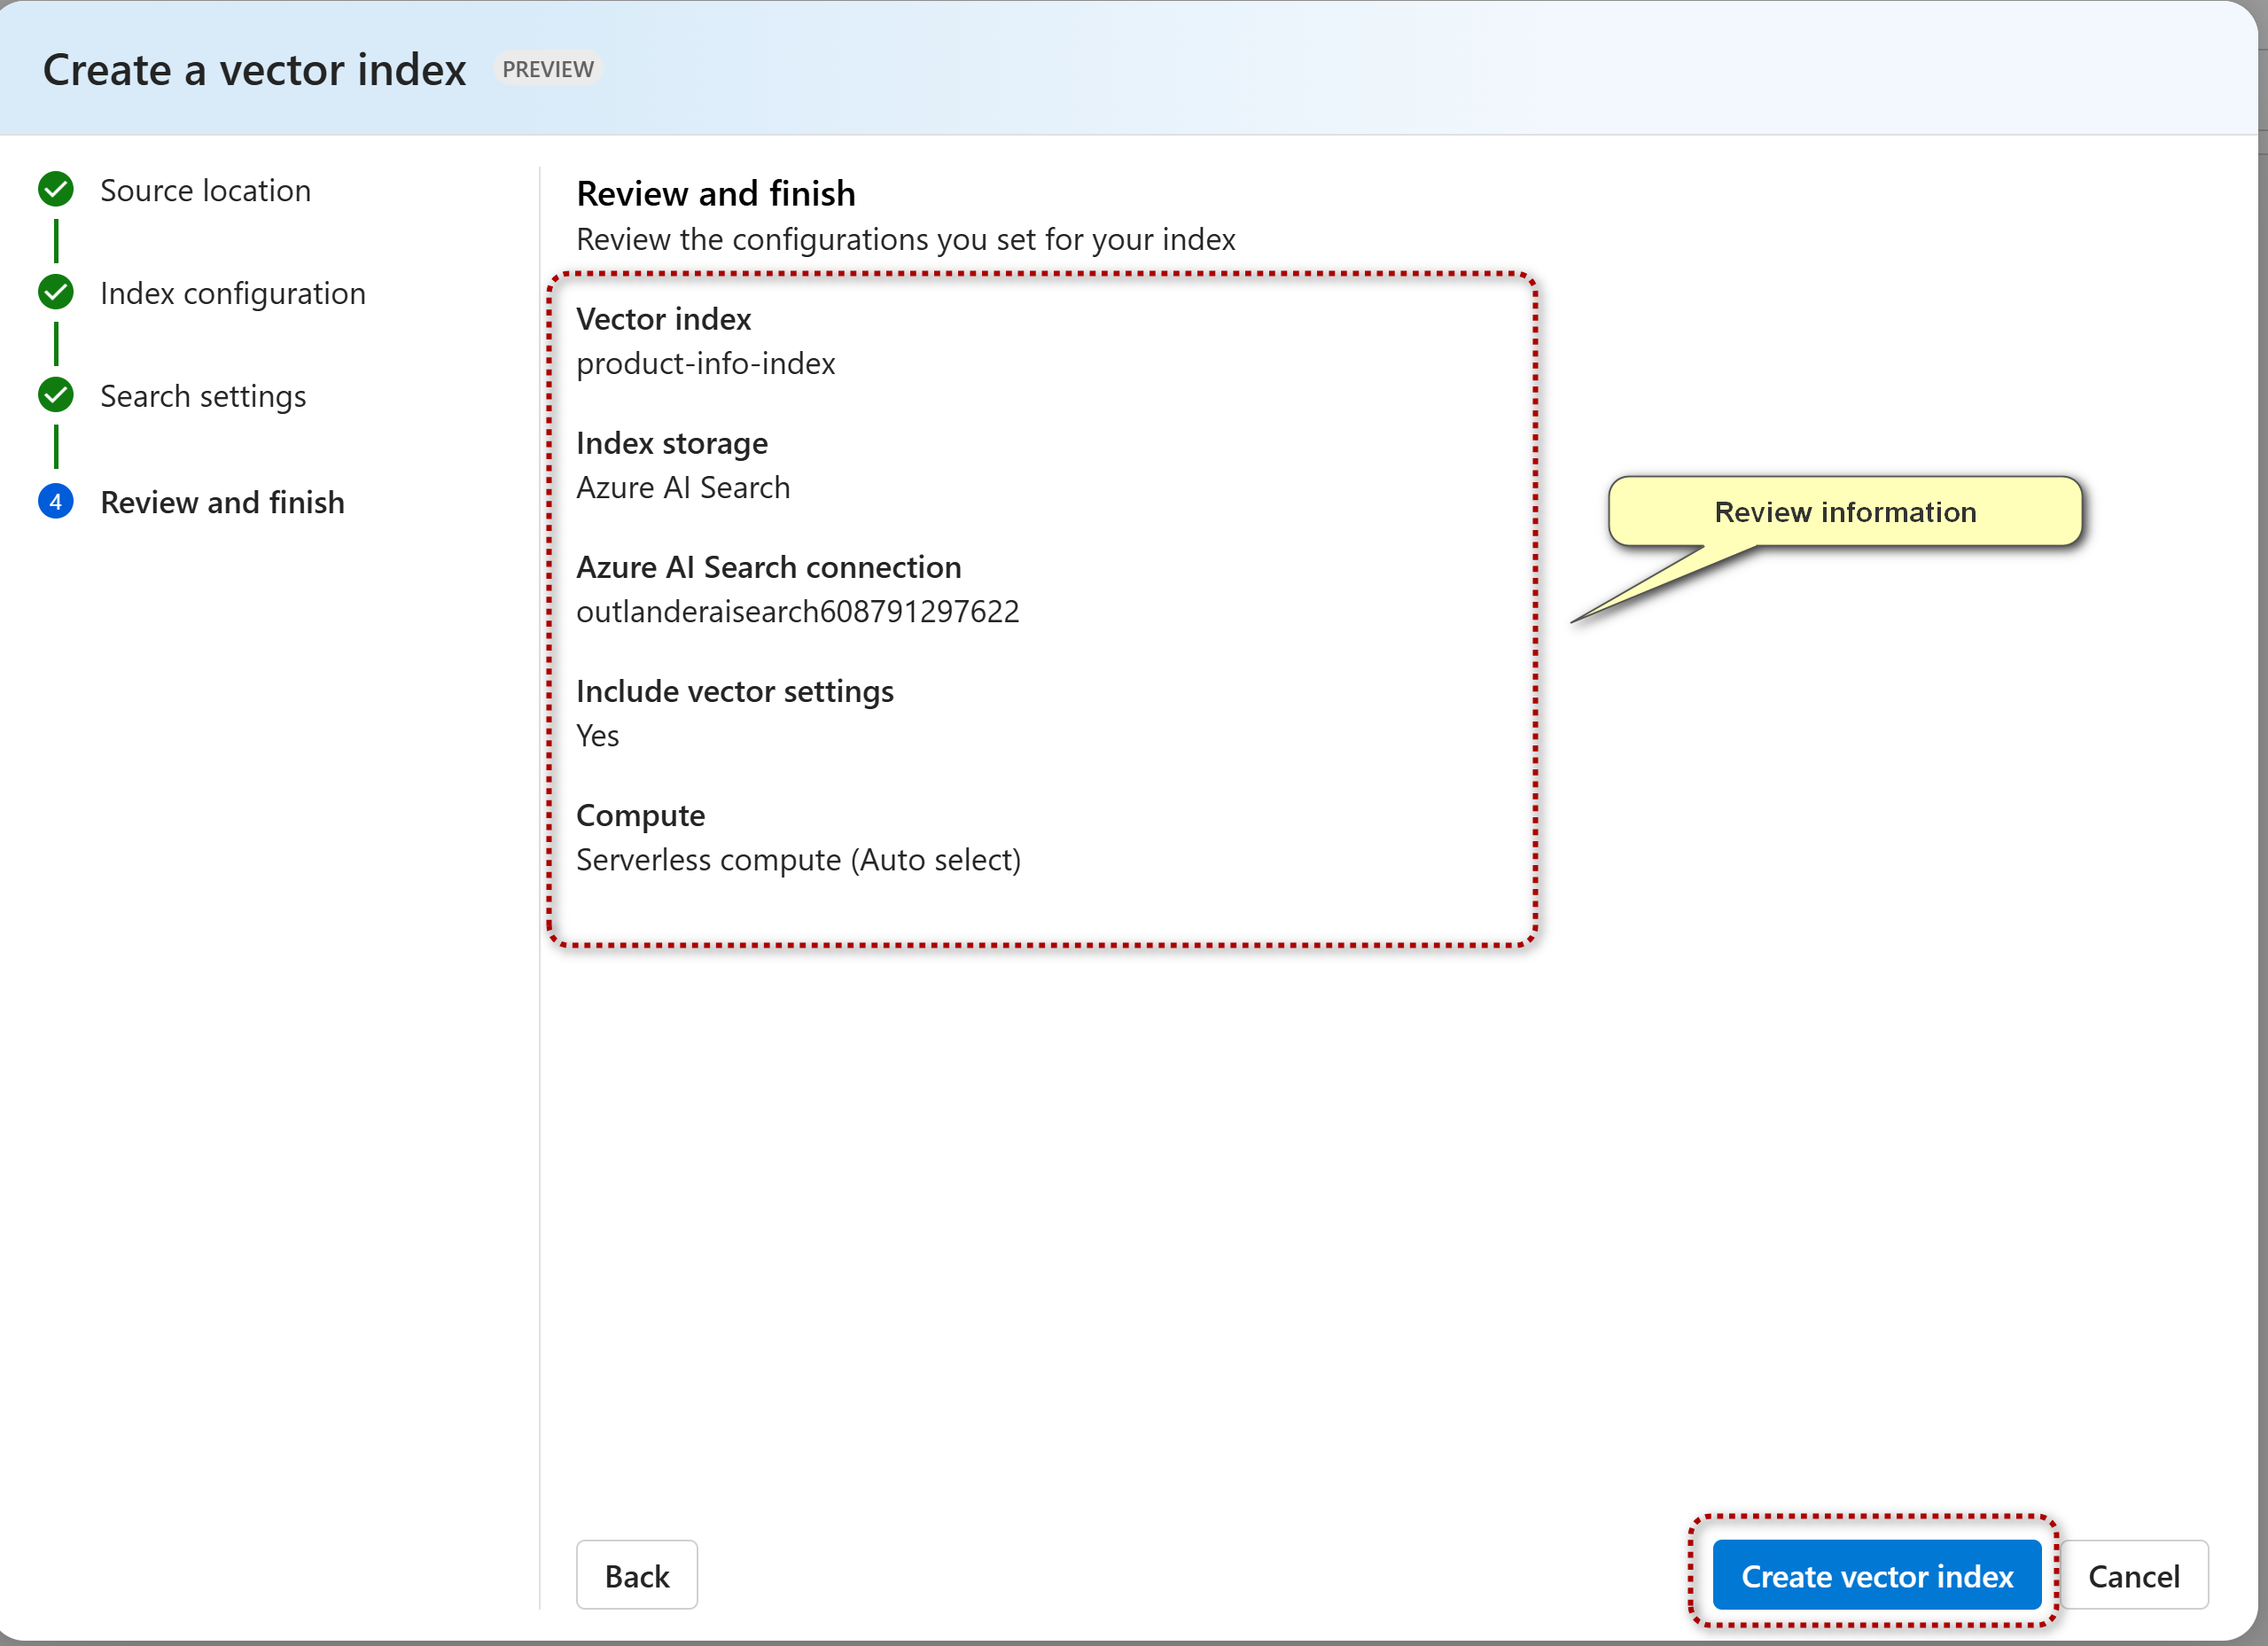 Create a vector index PREVIEW
Source location
Index configuration
Search settings
4 Review and finish
Review and finish
Review the configurations you set for your index
Vector index
product-info-index
Index storage
Azure AI Search
Azure AI Search connection
outlanderaisearch608791297622
Include vector settings
Yes
Compute
Serverless compute (Auto select)
Review information
Back
Create vector index
Cancel